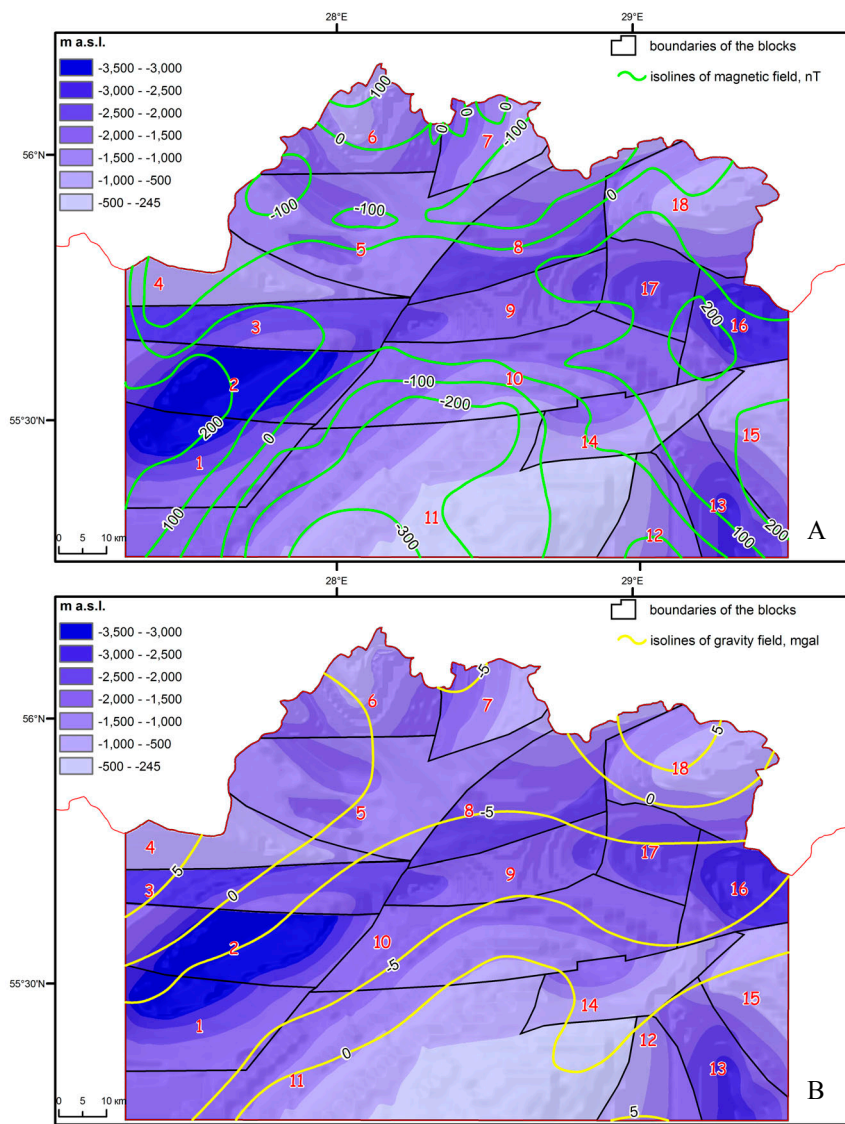 28°E
29°E
m a.s.l.
-3,500 - -3,000
-3,000 - -2,500
-2,500 - -2,000
-2,000 - -1,500
-1,500 - -1,000
-1,000 - -500
-500 - -245
boundaries of the blocks
isolines of magnetic field, nT
100
0
6
0
0
0
7
-100
56°N
-100
-100
5
8
0
18
4
3
9
17
200
16
2
200
10
-100
-200
0
55°30'N
1
14
15
100
11
-300
13
12
100
200
0 5 10 км
A
28°E
29°E
m a.s.l.
-3,500 - -3,000
-3,000 - -2,500
-2,500 - -2,000
-2,000 - -1,500
-1,500 - -1,000
-1,000 - -500
-500 - -245
boundaries of the blocks
isolines of gravity field, mgal
-5
6
7
56°N
5
18
0
5
8
-5
4
5
17
3
0
9
16
2
10
-5
55°30'N
1
14
15
0
12
11
13
5
0 5 10 км
B